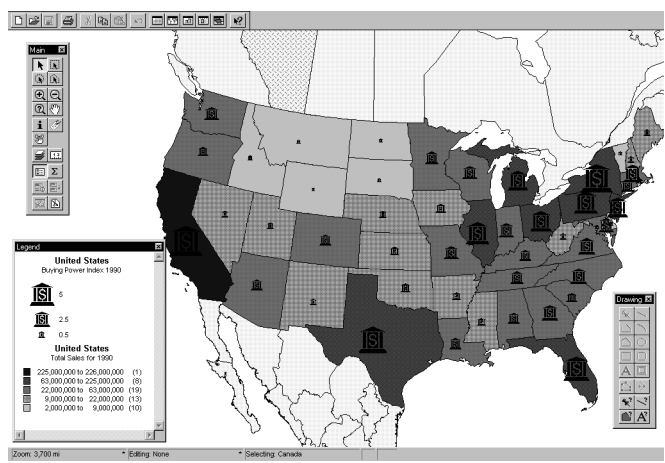 Main
Legend
United States
Buying Power Index 1990
5
2.5
0.5
United States
Total Sales for 1990
225,000,000 to 226,000,000 (1)
63,000,000 to 225,000,000 (8)
22,000,000 to 63,000,000 (19)
9,000,000 to 22,000,000 (13)
2,000,000 to 9,000,000 (10)
Drawing
Zoom: 3,700 mi
* Editing: None
* Selecting: Canada